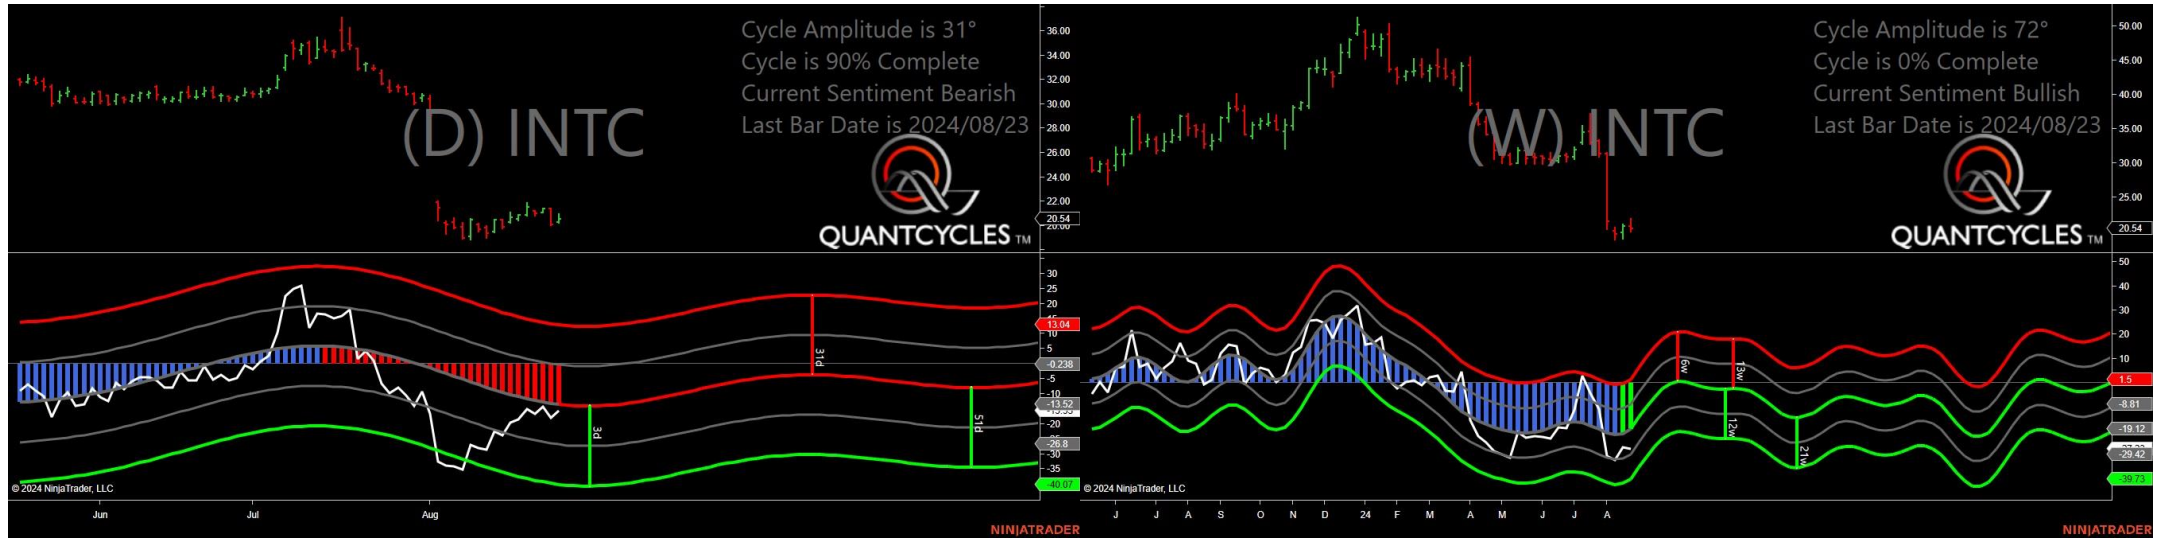 Cycle Amplitude is 31°
Cycle is 90% Complete
Current Sentiment Bearish
Last Bar Date is 2024/08/23
(D) INTC
QUANTCYCLES TM
36.00
34.00
32.00
30.00
28.00
26.00
24.00
22.00
20.54
20.00
30
25
20
15
13.04
10
5
-0.238
-5
-10
-13.52
-20
-26.8
-30
-35
-40.07
31d
3d
51d
© 2024 NinjaTrader, LLC
Jun Jul Aug
NINJATRADER
Cycle Amplitude is 72°
Cycle is 0% Complete
Current Sentiment Bullish
Last Bar Date is 2024/08/23
(W) INTC
QUANTCYCLES TM
50.00
45.00
40.00
35.00
30.00
25.00
20.54
50
40
30
20
10
1.5
-8.81
-19.12
-29.42
-39.73
6w
13w
12w
21w
© 2024 NinjaTrader, LLC
J J A S O N D 24 F M A M J J A
NINJATRADER